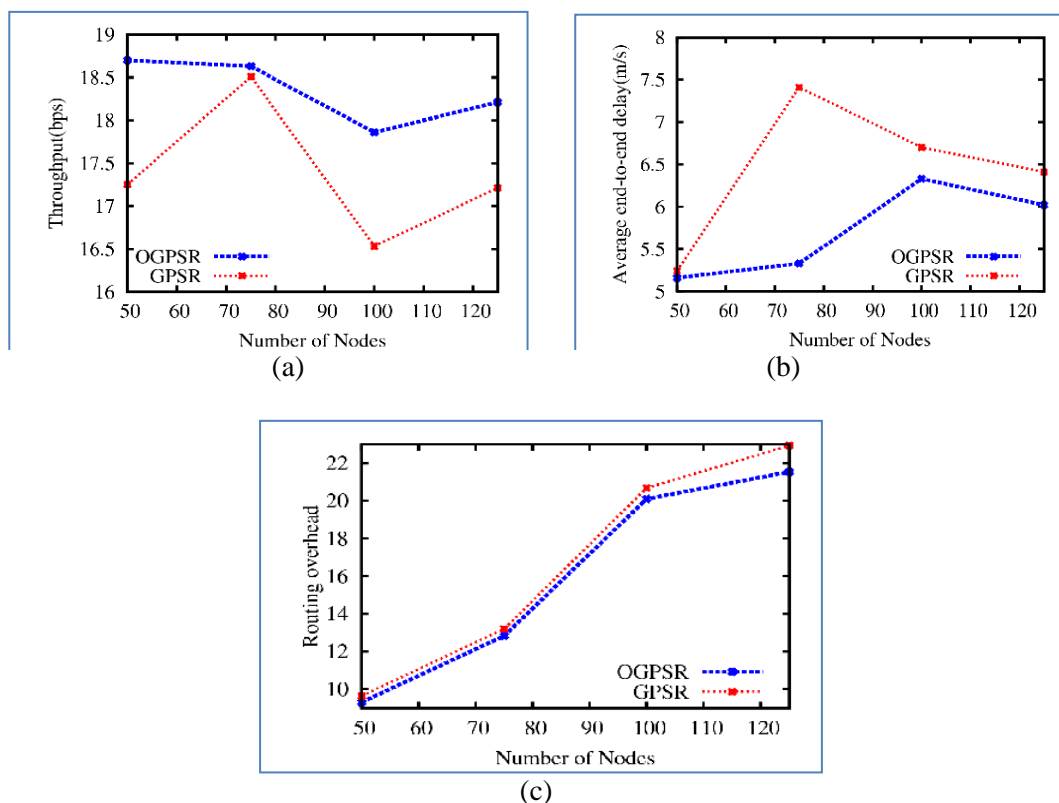 19
18.5
18
17.5
17
16.5
16
Throughput(bps)
OGPSR
GPSR
50 60 70 80 90 100 110 120
Number of Nodes
(a)
8
7.5
7
6.5
6
5.5
5
Average end-to-end delay(m/s)
OGPSR
GPSR
50 60 70 80 90 100 110 120
Number of Nodes
(b)
22
20
18
16
14
12
10
Routing overhead
OGPSR
GPSR
50 60 70 80 90 100 110 120
Number of Nodes
(c)